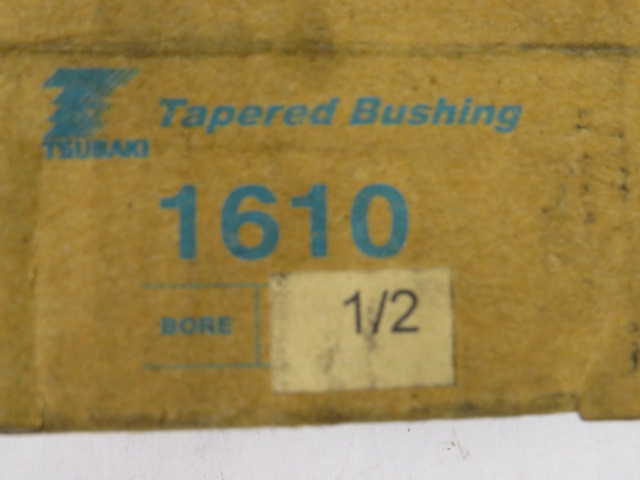 Tapered Bushing
TSUBAKI
1610
BORE 1/2